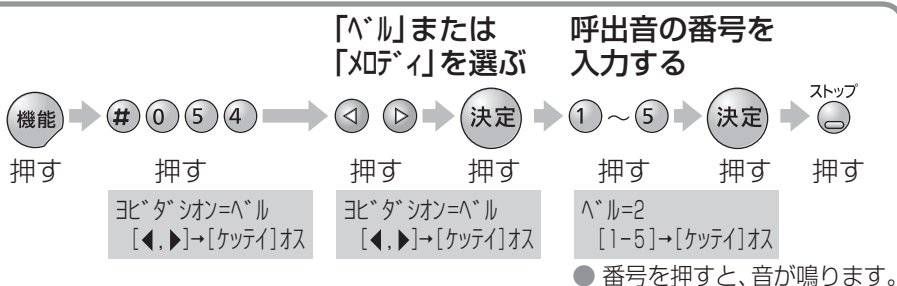 「ﾍﾞﾙ」または
「ﾒﾛﾃﾞｨ」を選ぶ
呼出音の番号を
入力する
機能 # 0 5 4 決定 1 ～ 5 決定 ストップ
押す 押す 押す 押す 押す 押す 押す
ﾖﾋﾞﾀﾞｼｵﾝ=ﾍﾞﾙ
[◀,▶]→[ｹｯﾃｲ]ｵｽ
ﾖﾋﾞﾀﾞｼｵﾝ=ﾍﾞﾙ
[◀,▶]→[ｹｯﾃｲ]ｵｽ
ﾍﾞﾙ=2
[1-5]→[ｹｯﾃｲ]ｵｽ
● 番号を押すと、音が鳴ります。